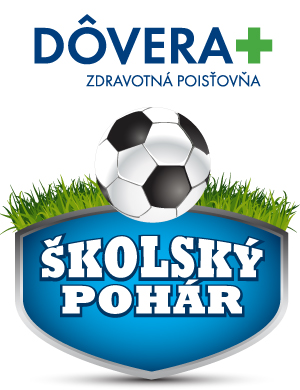 DÔVERA+
ZDRAVOTNÁ POISŤOVŇA
ŠKOLSKÝ
POHÁR